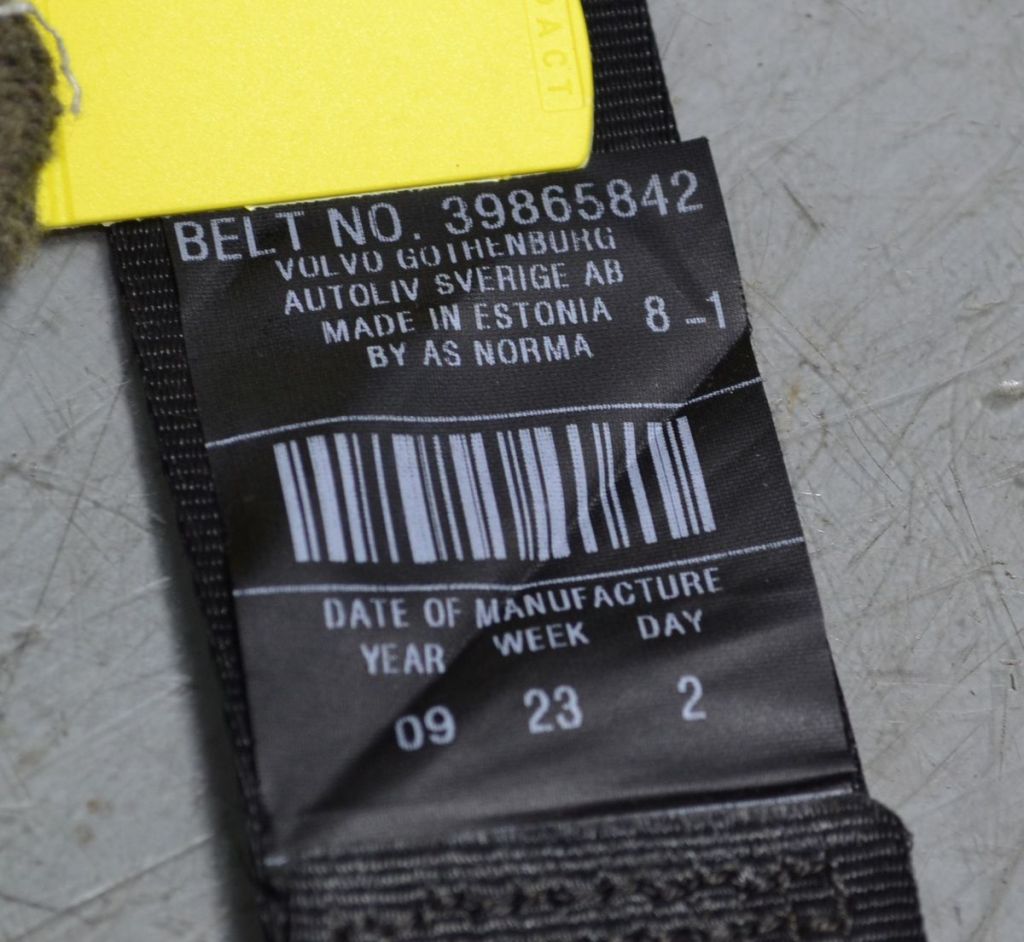 DACT
BELT NO. 39865842
VOLVO GOTHENBURG
AUTOLIV SVERIGE AB
MADE IN ESTONIA 8-1
BY AS NORMA
DATE OF MANUFACTURE
YEAR WEEK DAY
09 23 2